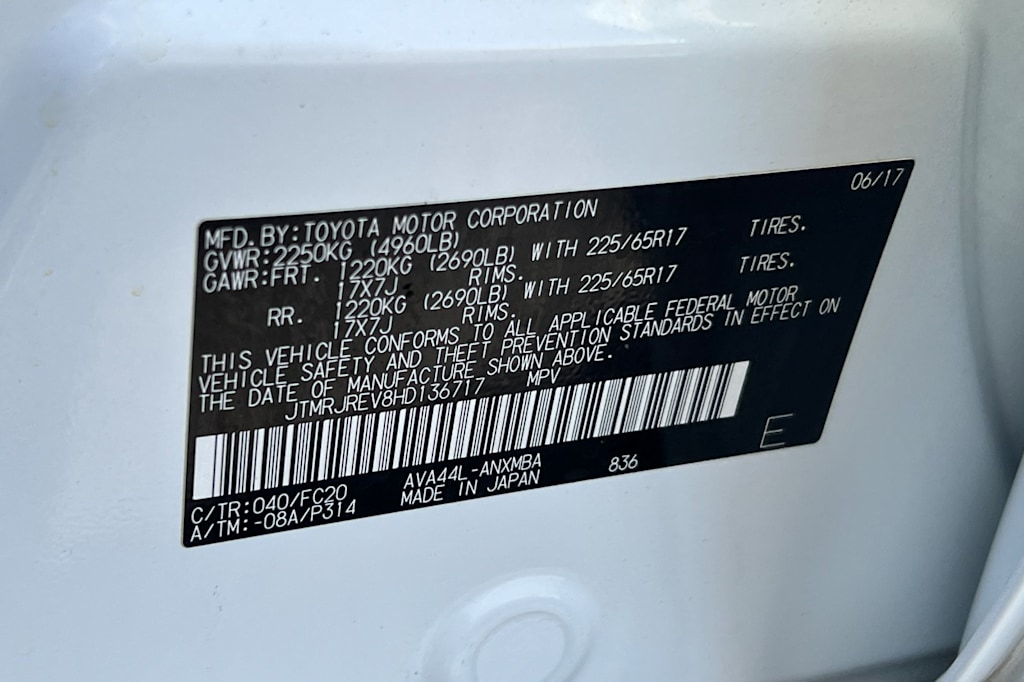 06/17
MFD. BY: TOYOTA MOTOR CORPORATION
GVWR: 2250KG (4960LB)
GAWR: FRT. 1220KG (2690LB) WITH 225/65R17 TIRES.
17X7J RIMS.
RR. 1220KG (2690LB) WITH 225/65R17 TIRES.
17X7J RIMS.
THIS VEHICLE CONFORMS TO ALL APPLICABLE FEDERAL MOTOR
VEHICLE SAFETY AND THEFT PREVENTION STANDARDS IN EFFECT ON
THE DATE OF MANUFACTURE SHOWN ABOVE.
JTMRJREV8HD136717 MPV
E
C/TR: 040/FC20 AVA44L-ANXMBA 836
A/TM: -08A/P314 MADE IN JAPAN